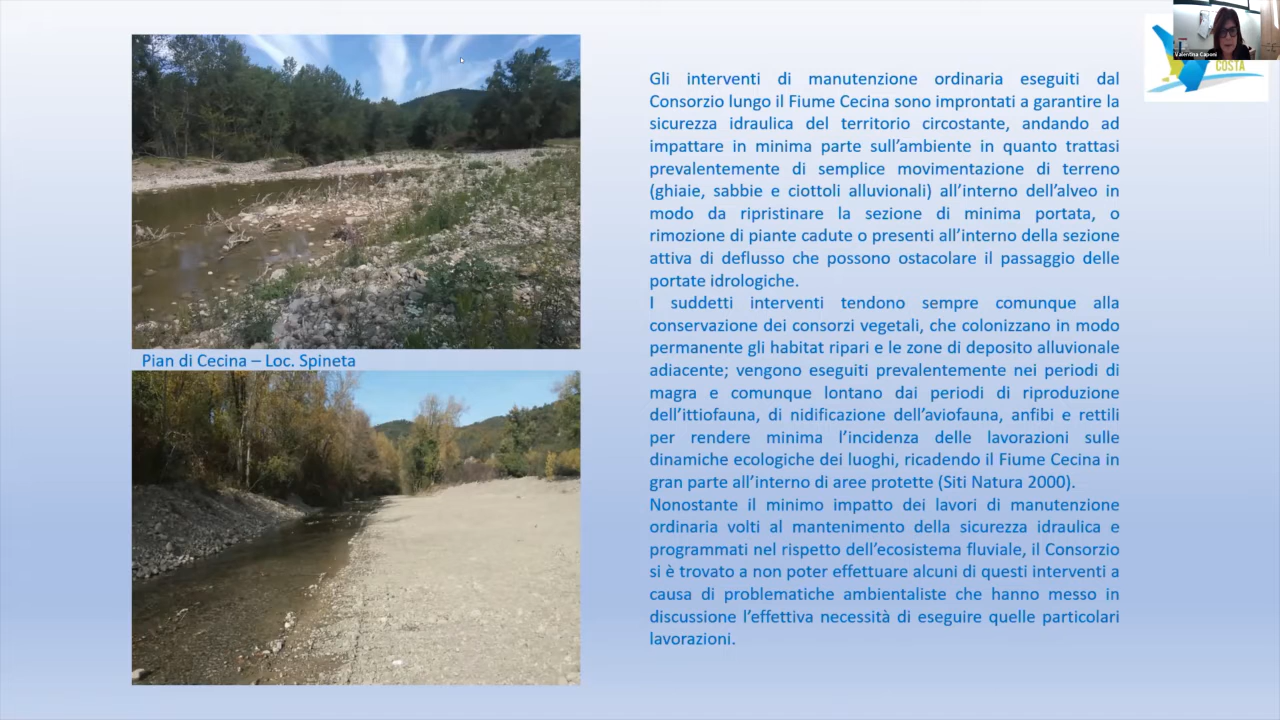 Valentina Caponi
COSTA
Gli interventi di manutenzione ordinaria eseguiti dal
Consorzio lungo il Fiume Cecina sono improntati a garantire la
sicurezza idraulica del territorio circostante, andando ad
impattare in minima parte sull’ambiente in quanto trattasi
prevalentemente di semplice movimentazione di terreno
(ghiaie, sabbie e ciottoli alluvionali) all’interno dell’alveo in
modo da ripristinare la sezione di minima portata, o
rimozione di piante cadute o presenti all’interno della sezione
attiva di deflusso che possono ostacolare il passaggio delle
portate idrologiche.
I suddetti interventi tendono sempre comunque alla
conservazione dei consorzi vegetali, che colonizzano in modo
permanente gli habitat ripari e le zone di deposito alluvionale
adiacente; vengono eseguiti prevalentemente nei periodi di
magra e comunque lontano dai periodi di riproduzione
dell’ittiofauna, di nidificazione dell’aviofauna, anfibi e rettili
per rendere minima l’incidenza delle lavorazioni sulle
dinamiche ecologiche dei luoghi, ricadendo il Fiume Cecina in
gran parte all’interno di aree protette (Siti Natura 2000).
Nonostante il minimo impatto dei lavori di manutenzione
ordinaria volti al mantenimento della sicurezza idraulica e
programmati nel rispetto dell’ecosistema fluviale, il Consorzio
si è trovato a non poter effettuare alcuni di questi interventi a
causa di problematiche ambientaliste che hanno messo in
discussione l’effettiva necessità di eseguire quelle particolari
lavorazioni.
Pian di Cecina – Loc. Spineta